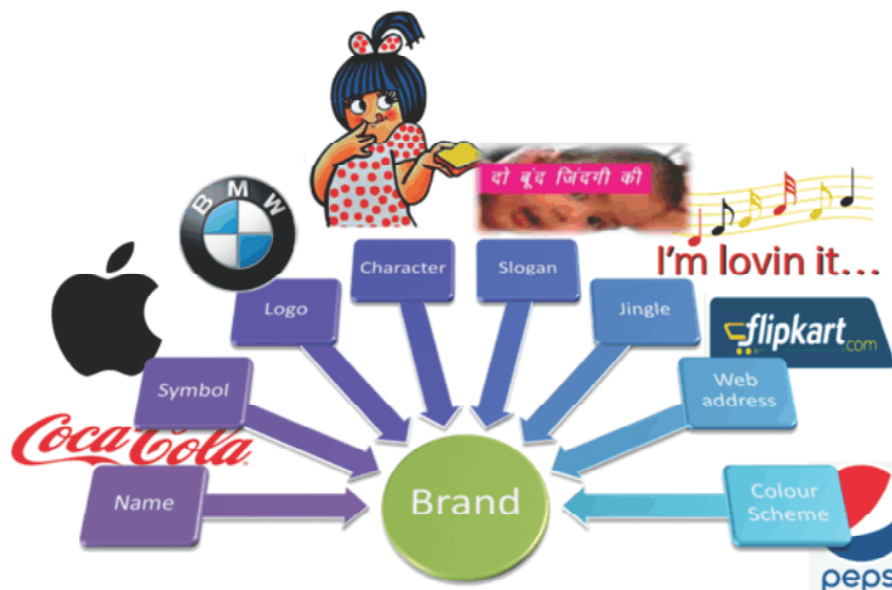 दो बूंद जिंदगी की
BMW
I'm lovin it...
Character
Slogan
Logo
Jingle
flipkart.com
Symbol
Web
address
Coca-Cola
Name
Brand
Colour
Scheme
peps